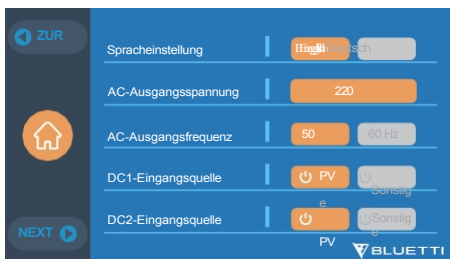 ZUR
Spracheinstellung
AC-Ausgangsspannung 220
AC-Ausgangsfrequenz 50 60 Hz
DC1-Eingangsquelle PV Sonstig
e
DC2-Eingangsquelle PV Sonstig
e
NEXT
BLUETTI